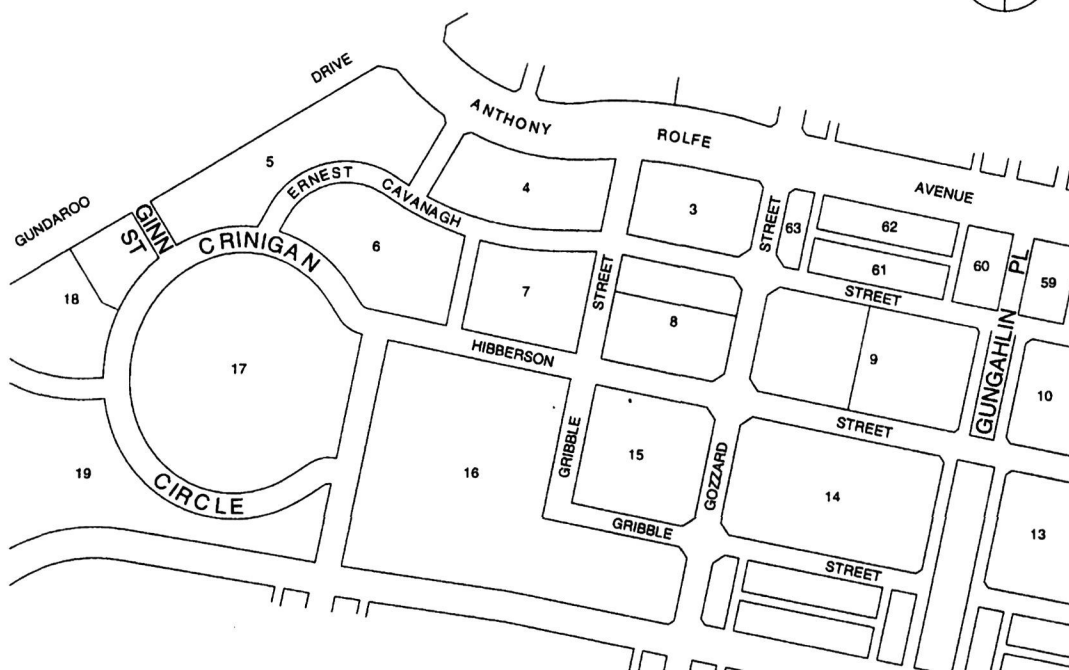 DRIVE
ANTHONY
ROLFE
5
ERNEST
CAVANAGH
4
3
AVENUE
GUNDAROO
GINN
ST
CRINIGAN
6
STREET
63
62
61
60
PL
59
18
7
STREET
8
STREET
HIBBERSON
9
GUNGAHLIN
17
10
STREET
19
16
GRIBBLE
15
GOZZARD
14
CIRCLE
GRIBBLE
13
STREET